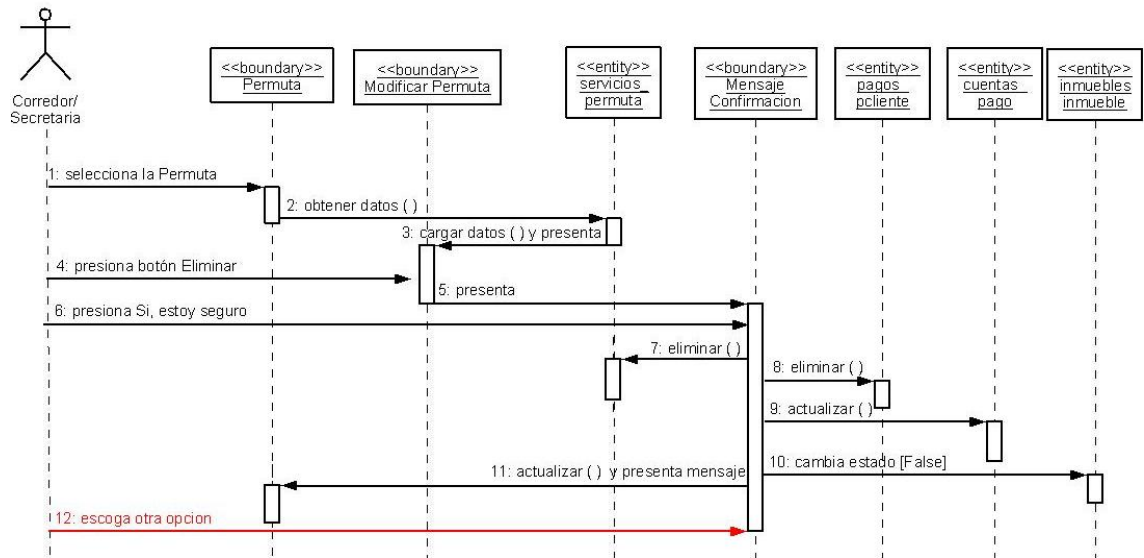 Corredor/
Secretaria
<<boundary>>
Permuta
<<boundary>>
Modificar Permuta
<<entity>>
servicios_
permuta
<<boundary>>
Mensaje
Confirmacion
<<entity>>
pagos_
pcliente
<<entity>>
cuentas_
pago
<<entity>>
inmuebles
inmueble
1: selecciona la Permuta
2: obtener datos ( )
3: cargar datos ( ) y presenta
4: presiona botón Eliminar
5: presenta
6: presiona Si, estoy seguro
7: eliminar ( )
8: eliminar ( )
9: actualizar ( )
10: cambia estado [False]
11: actualizar ( ) y presenta mensaje
12: escoga otra opcion